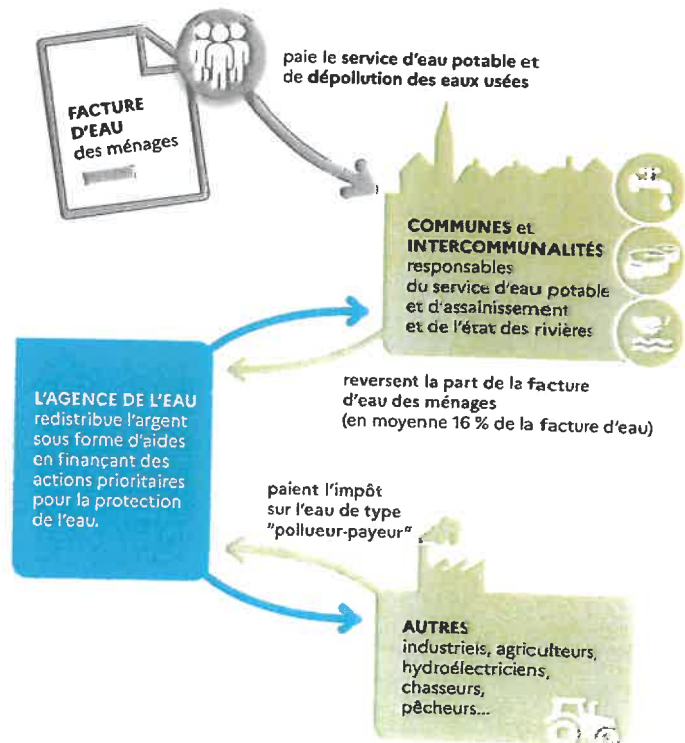 paie le service d'eau potable et
de dépollution des eaux usées
FACTURE
D'EAU
des ménages
COMMUNES et
INTERCOMMUNALITÉS
responsables
du service d'eau potable
et d'assainissement
et de l'état des rivières
reversent la part de la facture
d'eau des ménages
(en moyenne 16 % de la facture d'eau)
L'AGENCE DE L'EAU
redistribue l'argent
sous forme d'aides
en finançant des
actions prioritaires
pour la protection
de l'eau.
paient l'impôt
sur l'eau de type
"pollueur-payeur"
AUTRES
industriels, agriculteurs,
hydroélectriciens,
chasseurs,
pêcheurs...